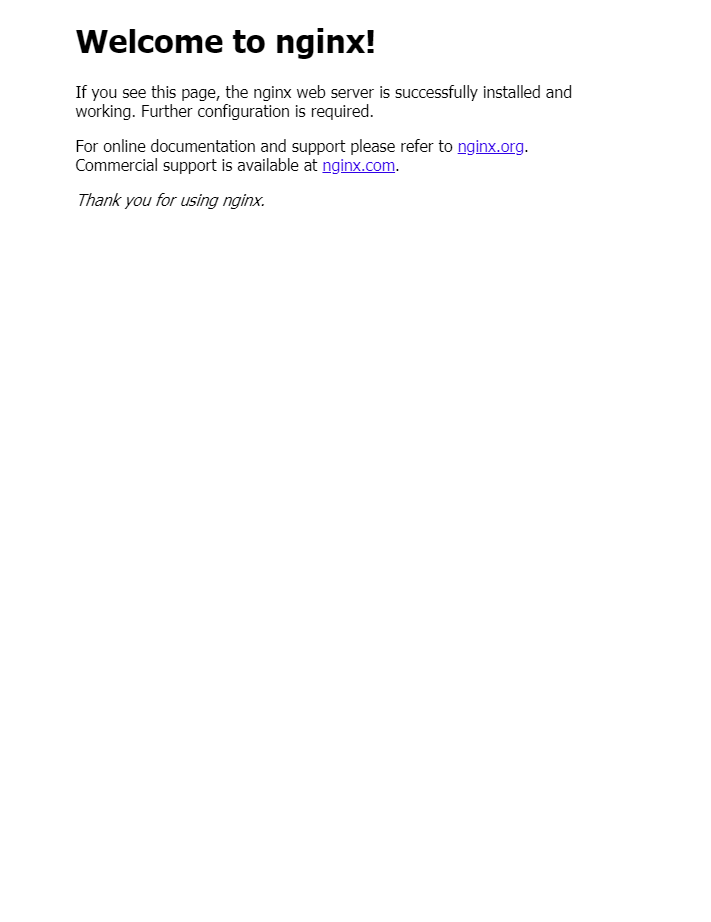 Welcome to nginx!
If you see this page, the nginx web server is successfully installed and
working. Further configuration is required.
For online documentation and support please refer to nginx.org.
Commercial support is available at nginx.com.
Thank you for using nginx.